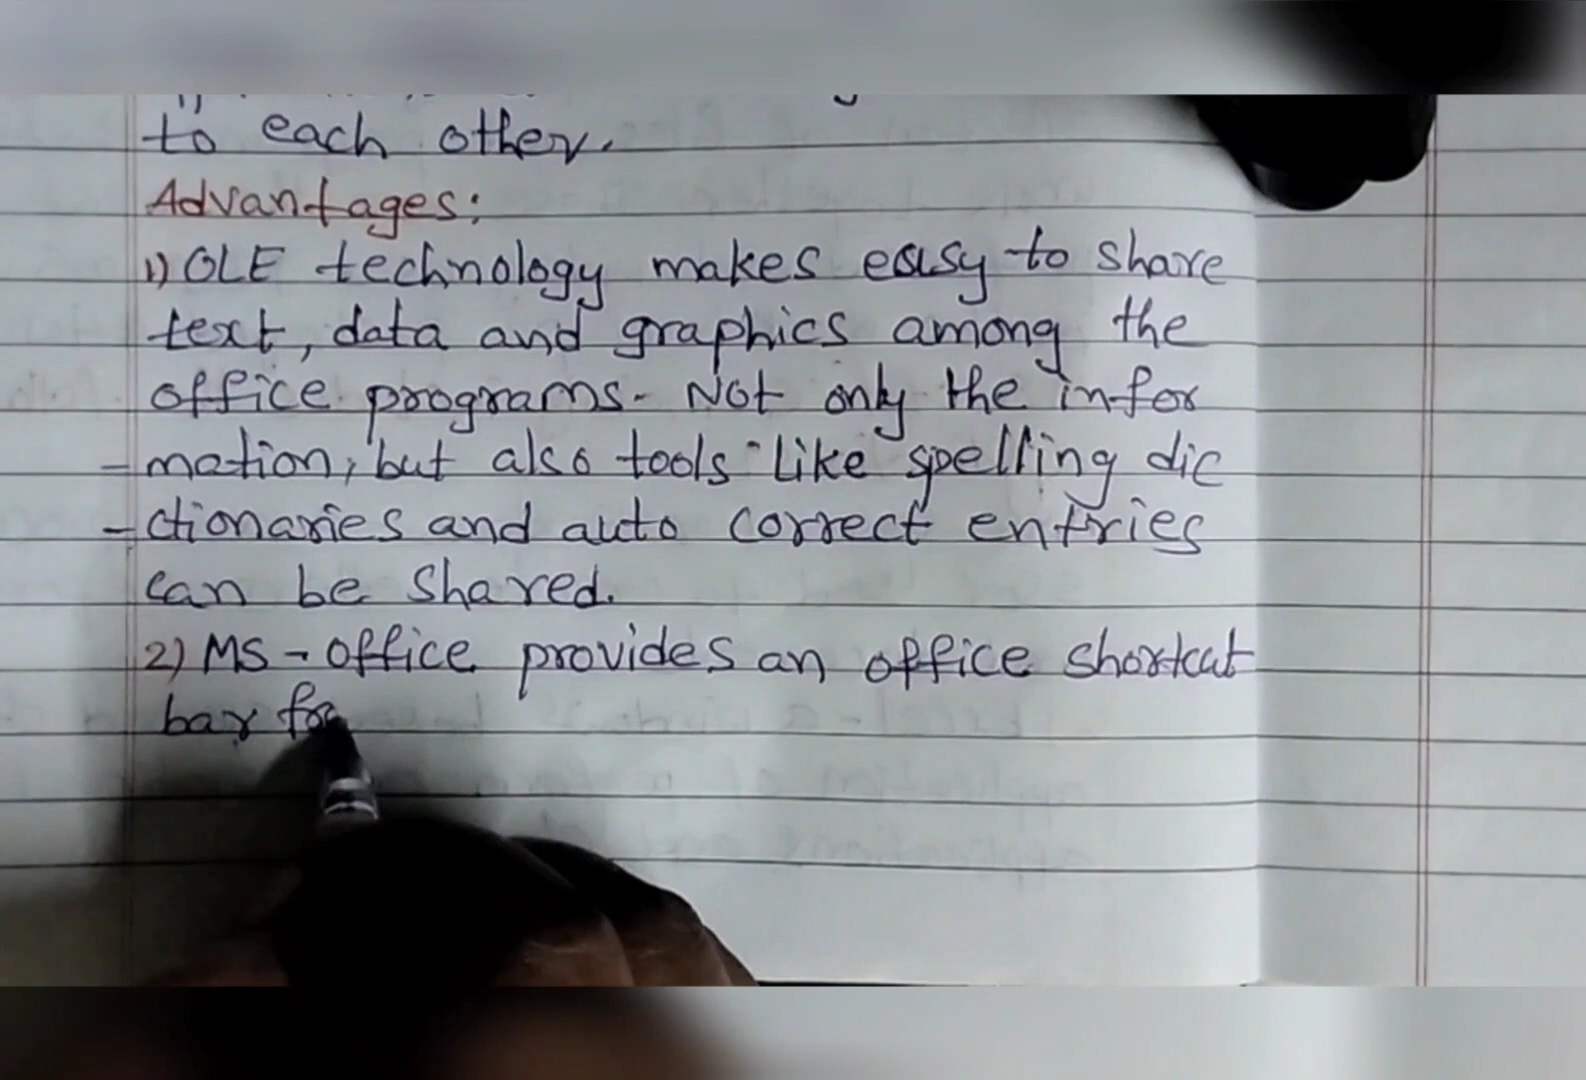 to each other.
Advantages:
1) OLE technology makes easy to share
text, data and graphics among the
office programs. Not only the infor
-mation, but also tools like spelling dic
-ctionaries and auto correct entries
can be shared.
2) MS-office provides an office shortcut
bar for